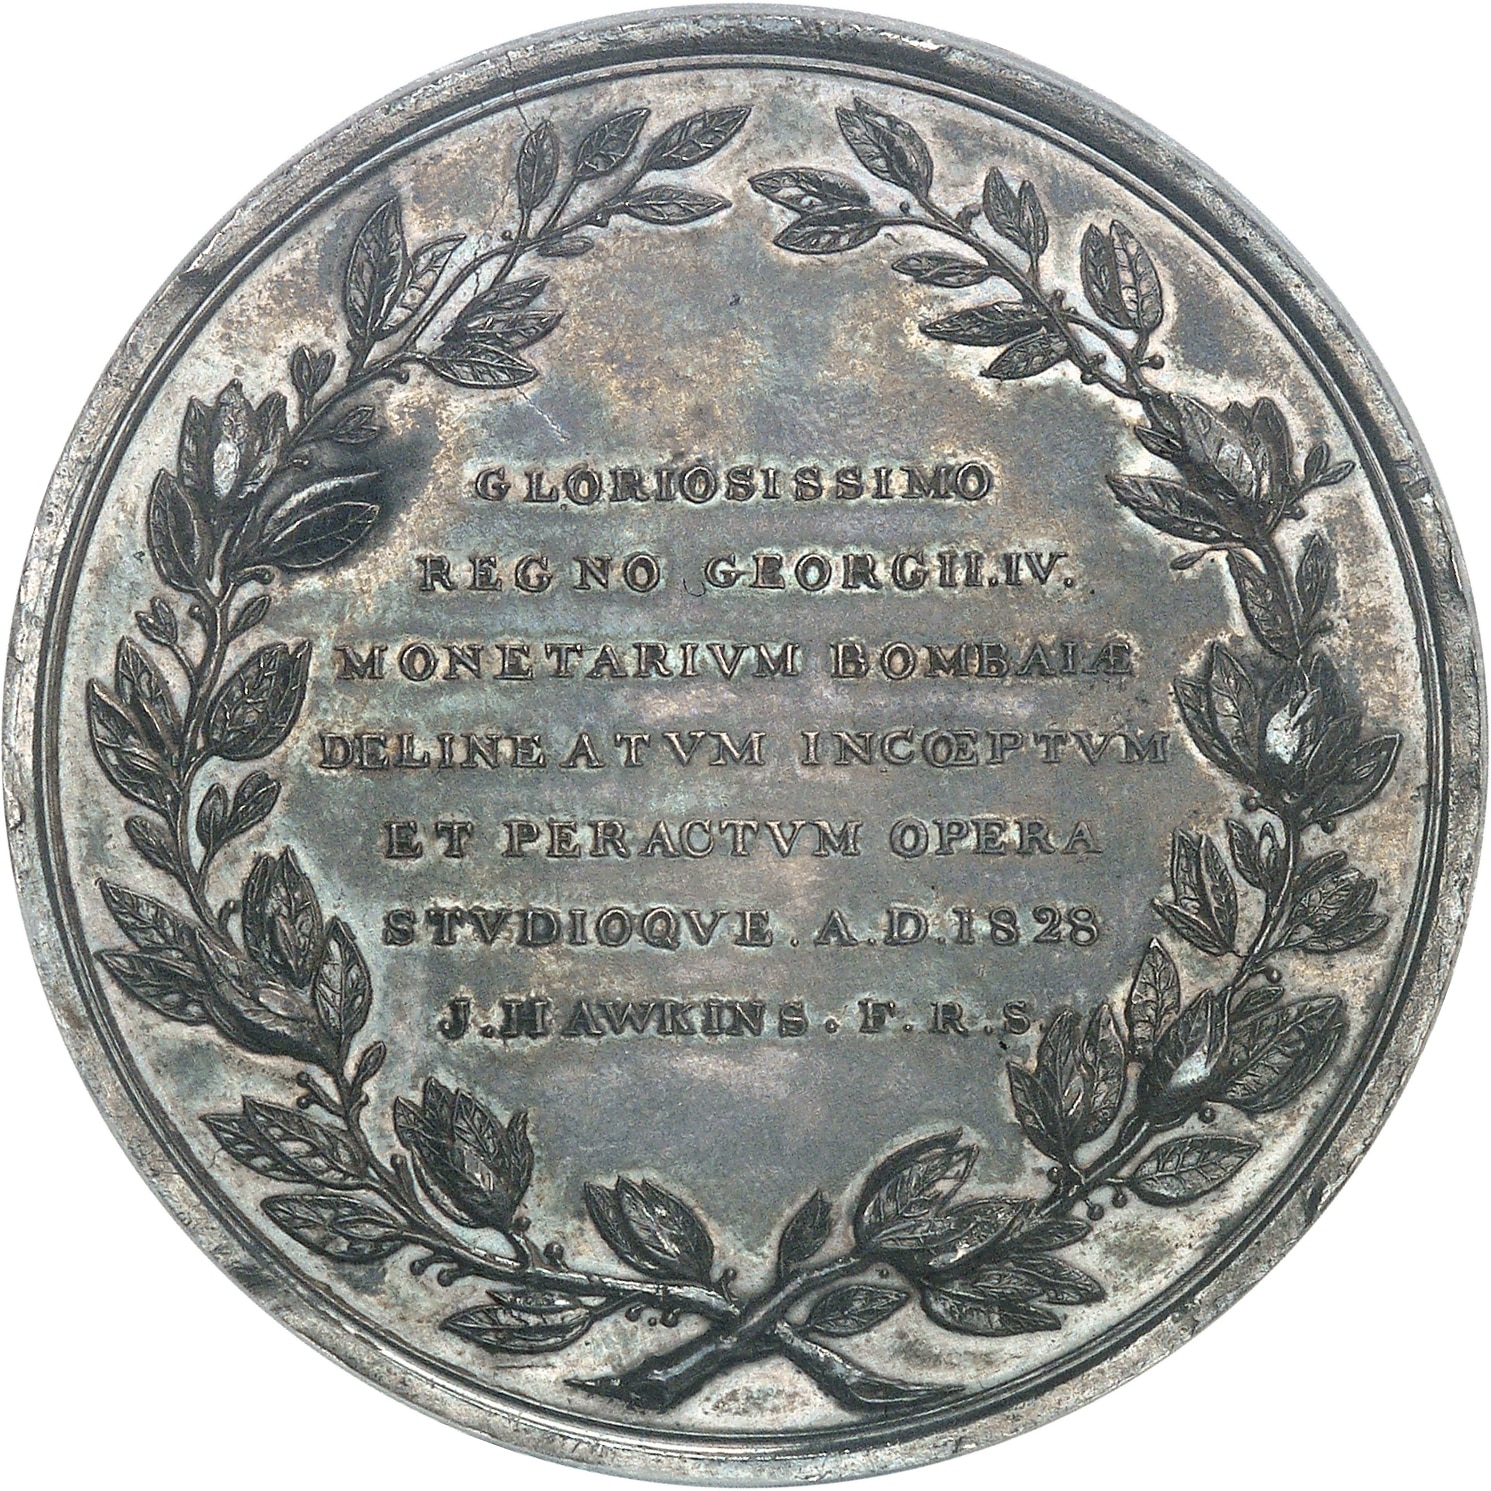 GLORIOSISSIMO
REGNO GEORGII.IV.
MONETARIVM BOMBAIÆ
DELINEATVM INCŒPTVM
ET PERACTVM OPERA
STVDIOQVE. A.D.1828
J.HAWKINS.F.R.S.